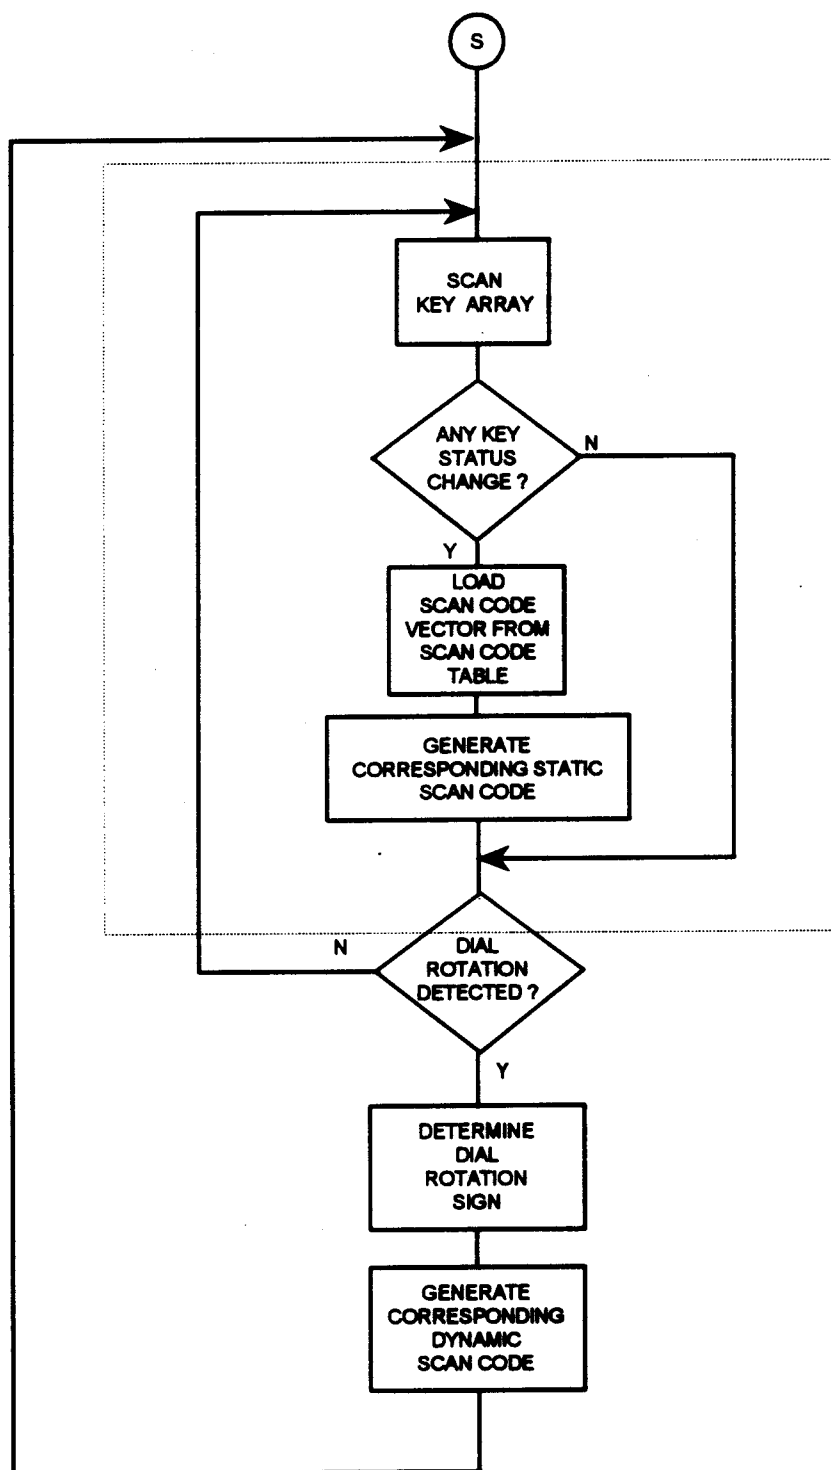 S
SCAN
KEY ARRAY
ANY KEY
STATUS
CHANGE ?
N
Y
LOAD
SCAN CODE
VECTOR FROM
SCAN CODE
TABLE
GENERATE
CORRESPONDING STATIC
SCAN CODE
N
DIAL
ROTATION
DETECTED ?
Y
DETERMINE
DIAL
ROTATION
SIGN
GENERATE
CORRESPONDING
DYNAMIC
SCAN CODE